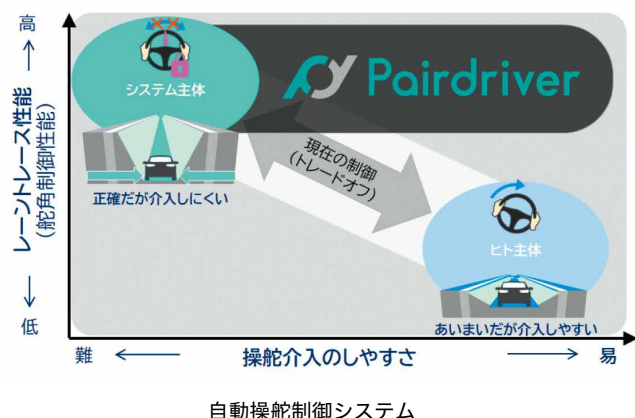 高
レーントレース性能
(舵角制御性能)
低
システム主体
Pairdriver
現在の制御
(トレードオフ)
正確だが介入しにくい
ヒト主体
あいまいだが介入しやすい
難
操舵介入のしやすさ
易
自動操舵制御システム